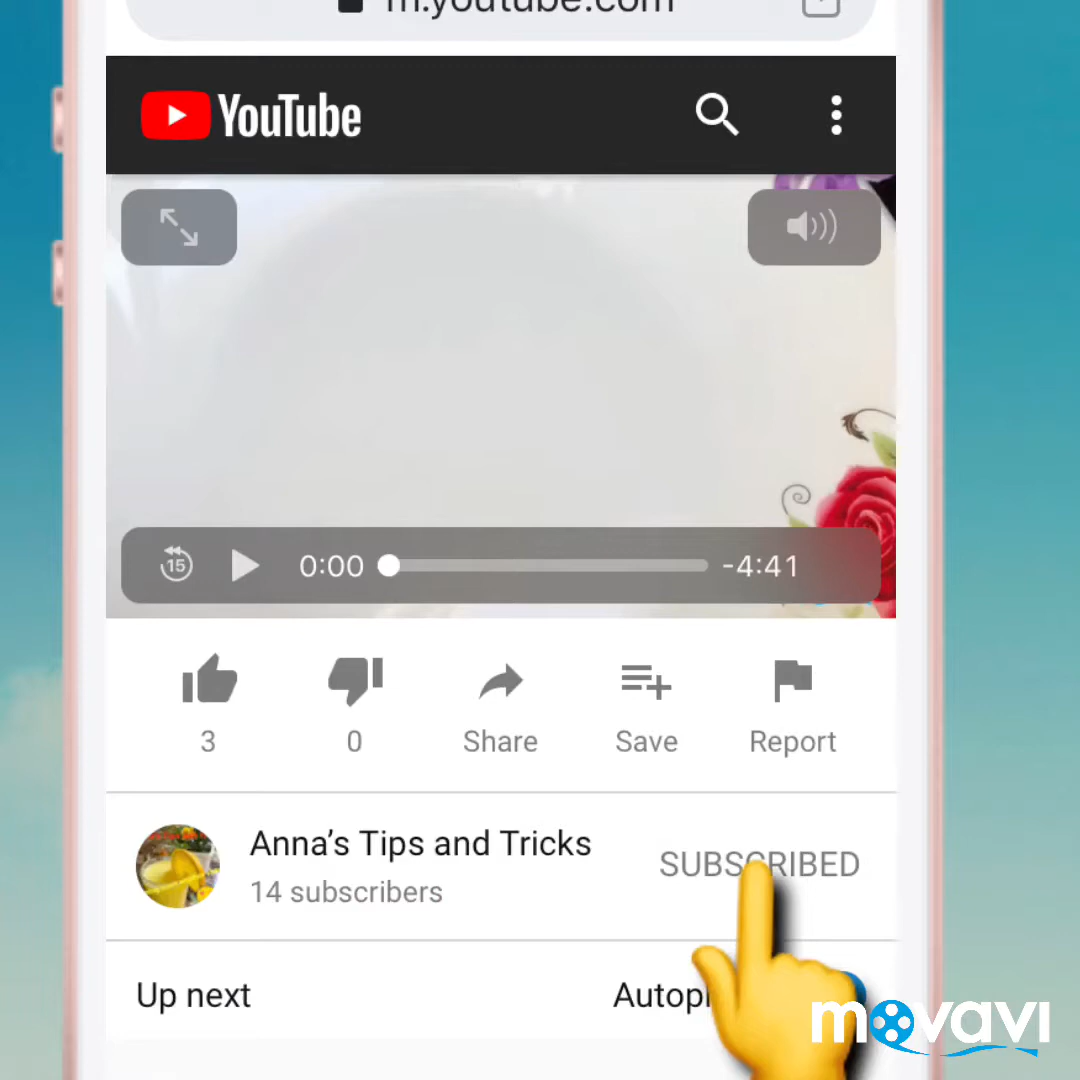 m.youtube.com
YouTube
15
0:00
-4:41
3
0
Share
Save
Report
Anna’s Tips and Tricks
SUBSCRIBED
14 subscribers
Up next
movavi